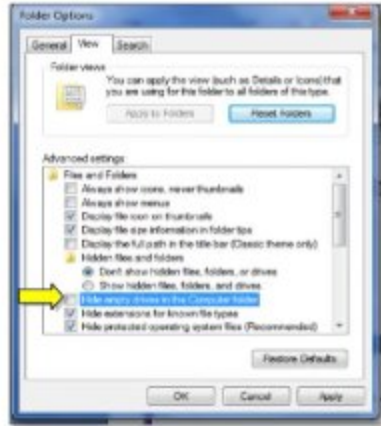 Folder Options
General View Search
Folder views
You can apply the view (such as Details or Icons) that
you are using for this folder to all folders of this type.
Apply to Folders Reset Folders
Advanced settings:
Files and Folders
Always show icons, never thumbnails
Always show menus
Display file icon on thumbnails
Display file size information in folder tips
Display the full path in the title bar (Classic theme only)
Hidden files and folders
Don't show hidden files, folders, or drives
Show hidden files, folders, and drives
Hide empty drives in the Computer folder
Hide extensions for known file types
Hide protected operating system files (Recommended)
Restore Defaults
OK Cancel Apply